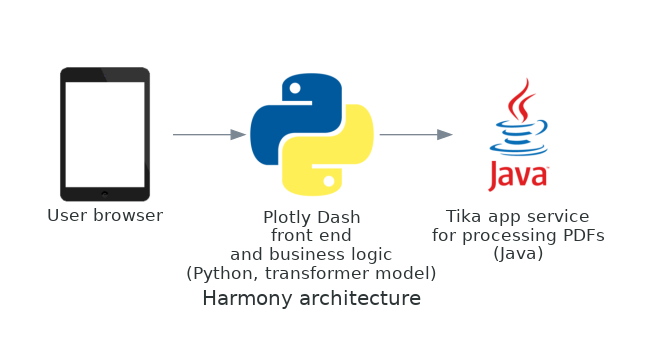 Java
User browser
Plotly Dash
front end
and business logic
(Python, transformer model)
Tika app service
for processing PDFs
(Java)
Harmony architecture